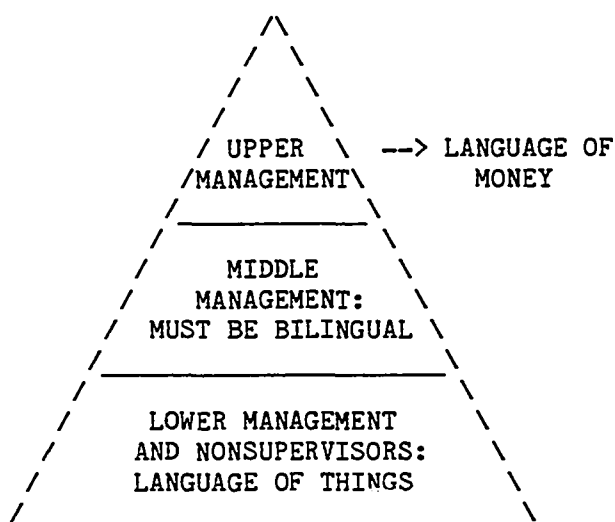 UPPER --> LANGUAGE OF
MANAGEMENT MONEY
MIDDLE
MANAGEMENT:
MUST BE BILINGUAL
LOWER MANAGEMENT
AND NONSUPERVISORS:
LANGUAGE OF THINGS